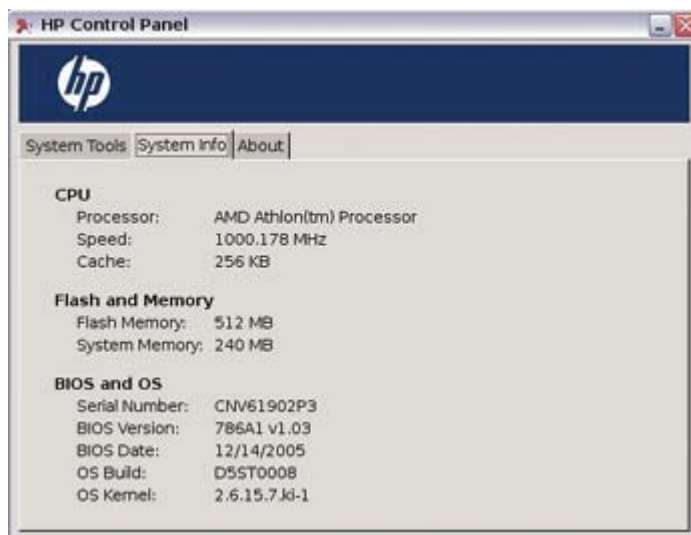 HP Control Panel
hp
System Tools System Info About
CPU
Processor: AMD Athlon(tm) Processor
Speed: 1000.178 MHz
Cache: 256 KB
Flash and Memory
Flash Memory: 512 MB
System Memory: 240 MB
BIOS and OS
Serial Number: CNV61902P3
BIOS Version: 786A1 v1.03
BIOS Date: 12/14/2005
OS Build: D5ST0008
OS Kernel: 2.6.15.7.ki-1